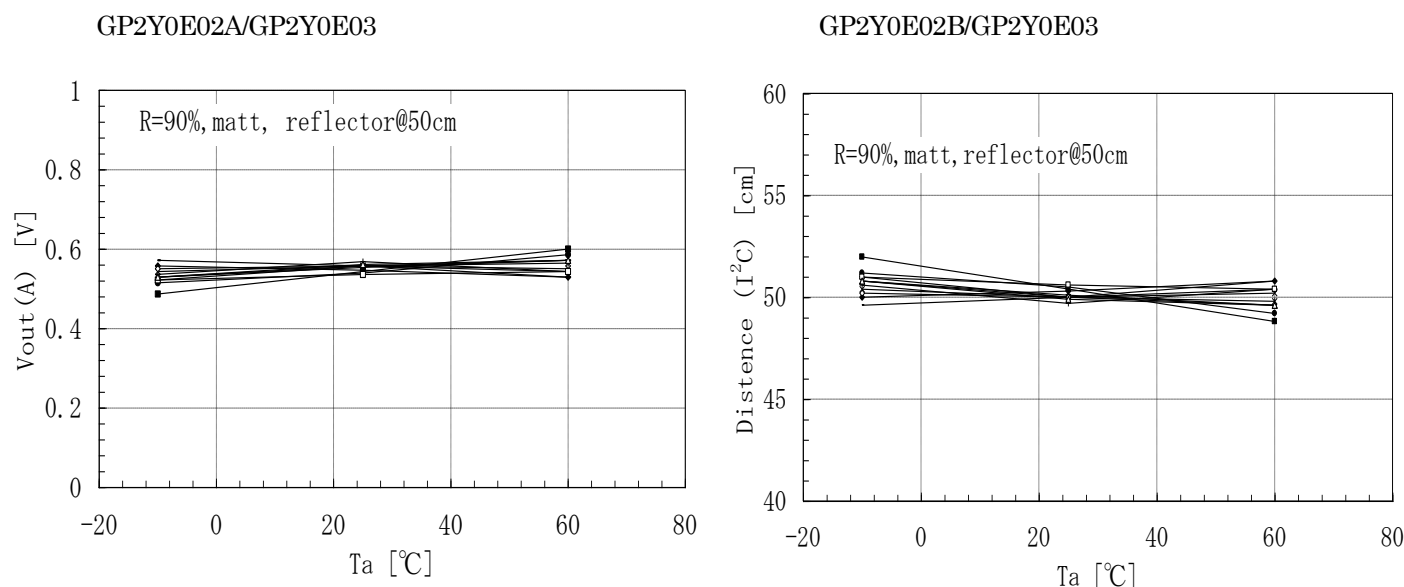 GP2Y0E02A/GP2Y0E03
1
0.8
0.6
0.4
0.2
0
-20
0
20
40
60
80
Vout(A) [V]
Ta [℃]
R=90%,matt, reflector@50cm
GP2Y0E02B/GP2Y0E03
60
55
50
45
40
-20
0
20
40
60
80
Distence (I²C) [cm]
Ta [℃]
R=90%,matt,reflector@50cm